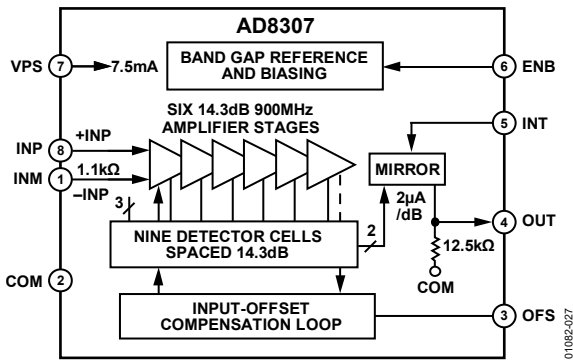 AD8307
BAND GAP REFERENCE
AND BIASING
VPS 7 7.5mA
6 ENB
SIX 14.3dB 900MHz
AMPLIFIER STAGES
5 INT
INP 8 +INP
INM 1 1.1kΩ
–INP
MIRROR
3
2µA
/dB
2
4 OUT
NINE DETECTOR CELLS
SPACED 14.3dB
12.5kΩ
COM 2
COM
INPUT-OFFSET
COMPENSATION LOOP
3 OFS
01082-027